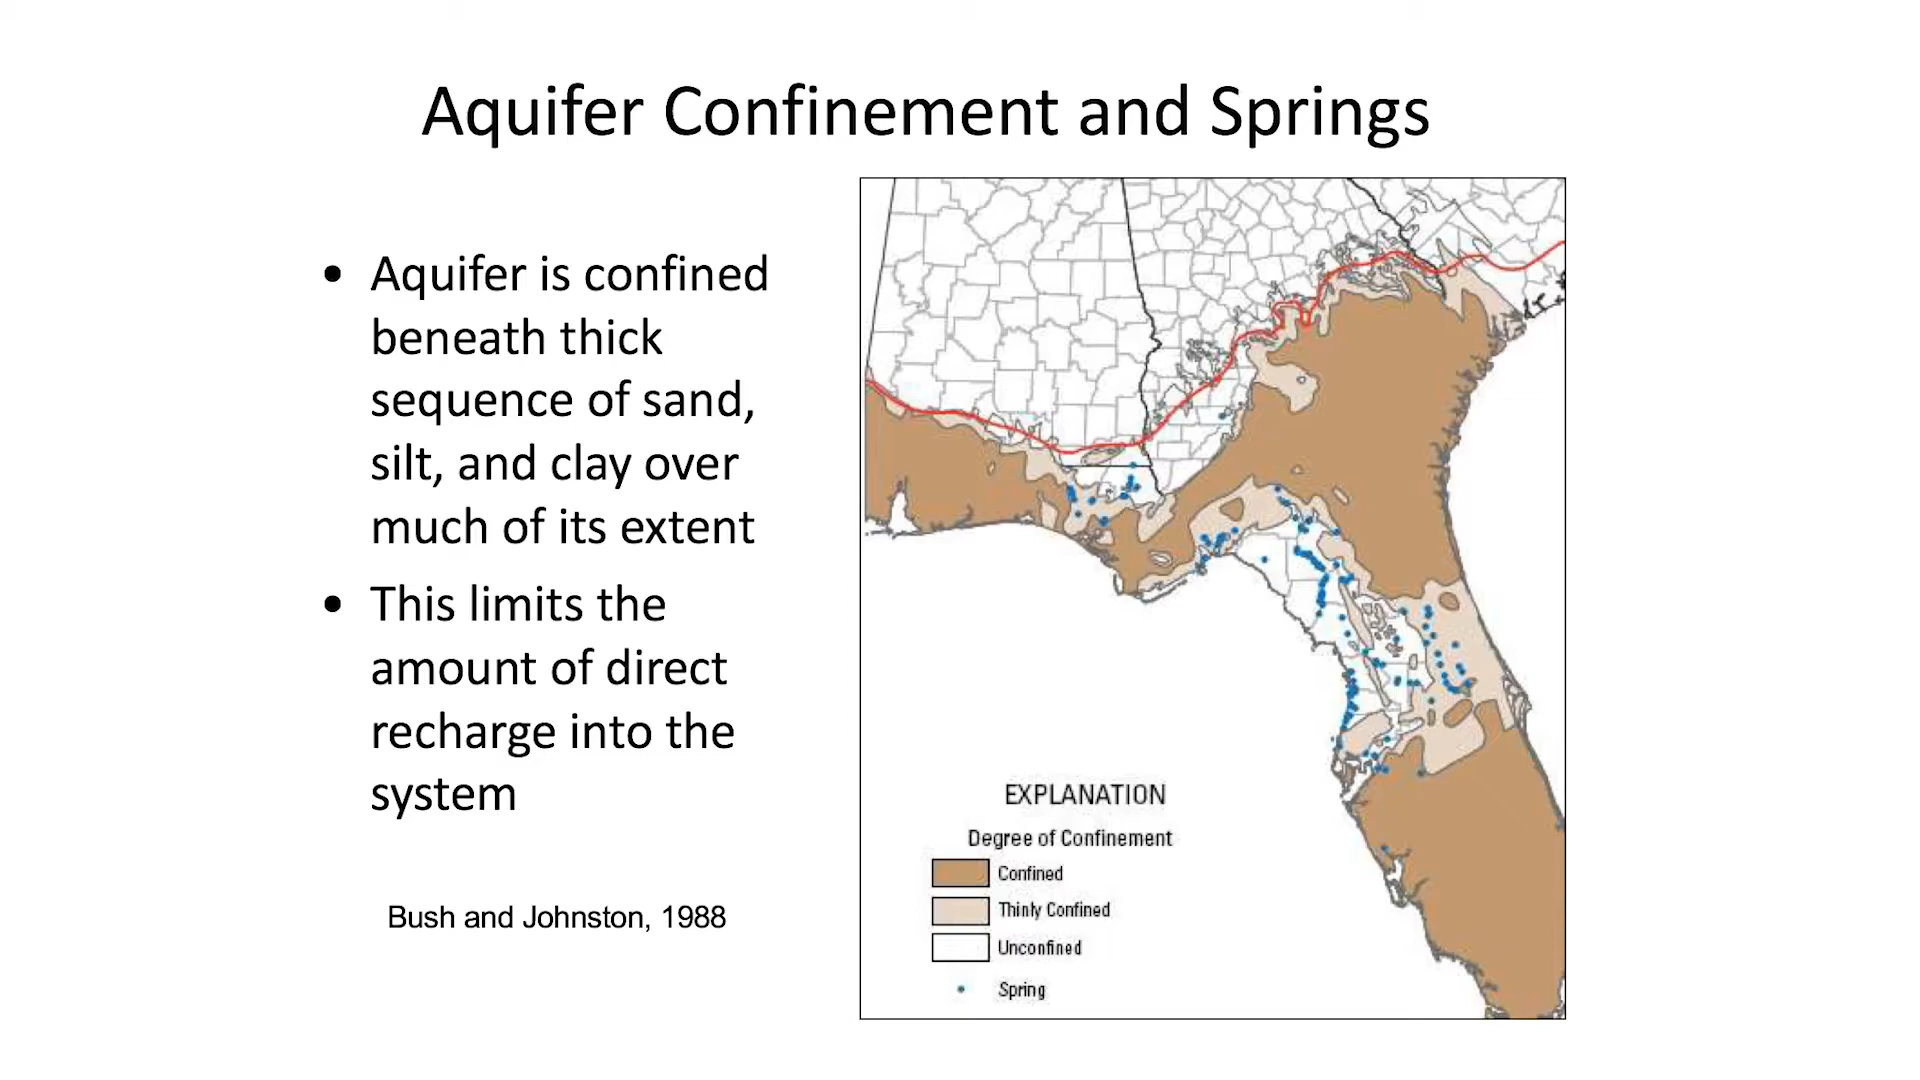 Aquifer Confinement and Springs
• Aquifer is confined
beneath thick
sequence of sand,
silt, and clay over
much of its extent
• This limits the
amount of direct
recharge into the
system
Bush and Johnston, 1988
EXPLANATION
Degree of Confinement
Confined
Thinly Confined
Unconfined
Spring